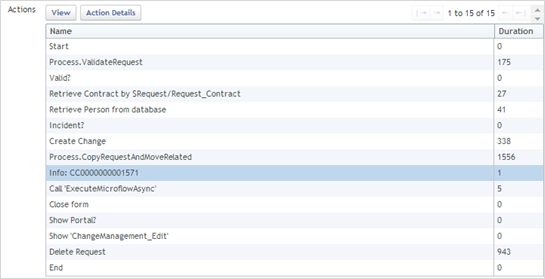 Actions View Action Details 1 to 15 of 15
Name Duration
Start 0
Process.ValidateRequest 175
Valid? 0
Retrieve Contract by SRequest/Request_Contract 27
Retrieve Person from database 41
Incident? 0
Create Change 338
Process.CopyRequestAndMoveRelated 1556
Info: CC0000000001571 1
Call 'ExecuteMicroflowAsync' 5
Close form 0
Show Portal? 0
Show 'ChangeManagement_Edit' 0
Delete Request 943
End 0